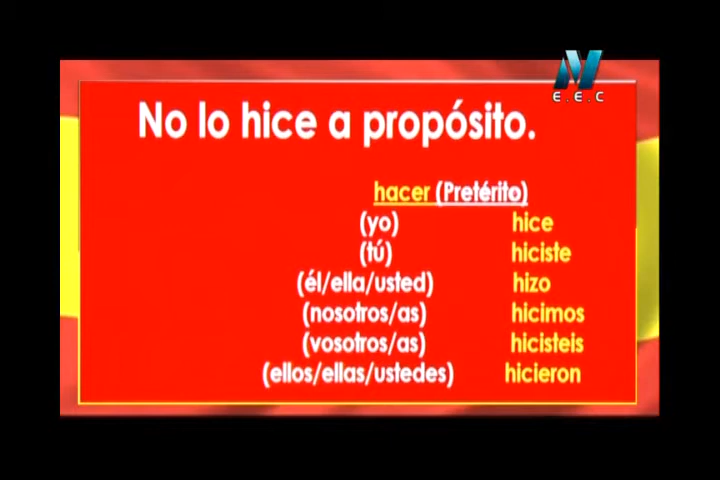 E.E.C
No lo hice a propósito.
hacer (Pretérito)
(yo) hice
(tú) hiciste
(él/ella/usted) hizo
(nosotros/as) hicimos
(vosotros/as) hicisteis
(ellos/ellas/ustedes) hicieron